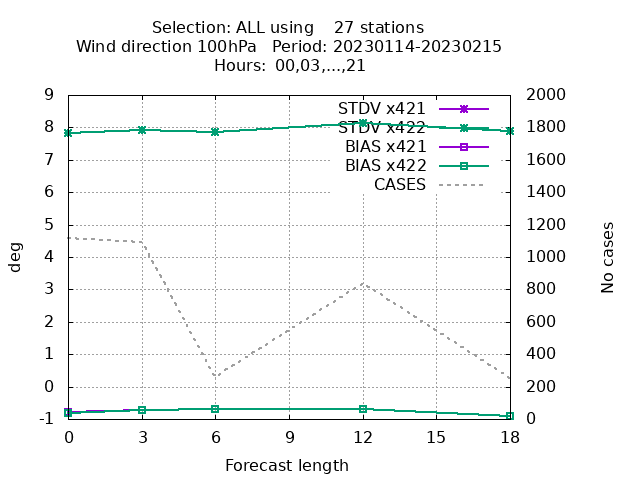 Selection: ALL using    27 stations
Wind direction 100hPa   Period: 20230114-20230215
Hours: 00,03,...,21
STDV x421
STDV x422
BIAS x421
BIAS x422
CASES
9
8
7
6
5
4
3
2
1
0
-1
2000
1800
1600
1400
1200
1000
800
600
400
200
0
deg
No cases
0 3 6 9 12 15 18
Forecast length